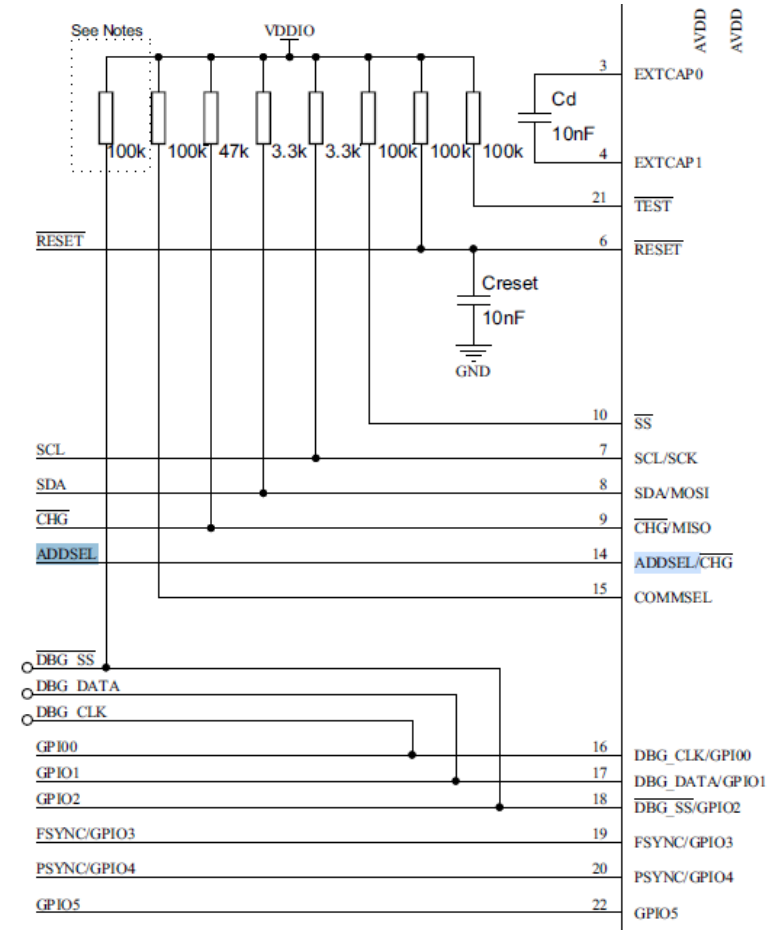 See Notes
VDDIO
AVDD
AVDD
3
EXTCAP0
Cd
10nF
100k
100k
47k
3.3k
3.3k
100k
100k
100k
4
EXTCAP1
21
TEST
RESET
6
RESET
Creset
10nF
GND
10
SS
SCL
7
SCL/SCK
SDA
8
SDA/MOSI
CHG
9
CHG/MISO
ADDSEL
14
ADDSEL/CHG
15
COMMSEL
DBG_SS
DBG_DATA
DBG_CLK
GPI00
16
DBG_CLK/GPI00
GPIO1
17
DBG_DATA/GPIO1
GPIO2
18
DBG_SS/GPIO2
FSYNC/GPIO3
19
FSYNC/GPIO3
PSYNC/GPIO4
20
PSYNC/GPIO4
GPIO5
22
GPIO5